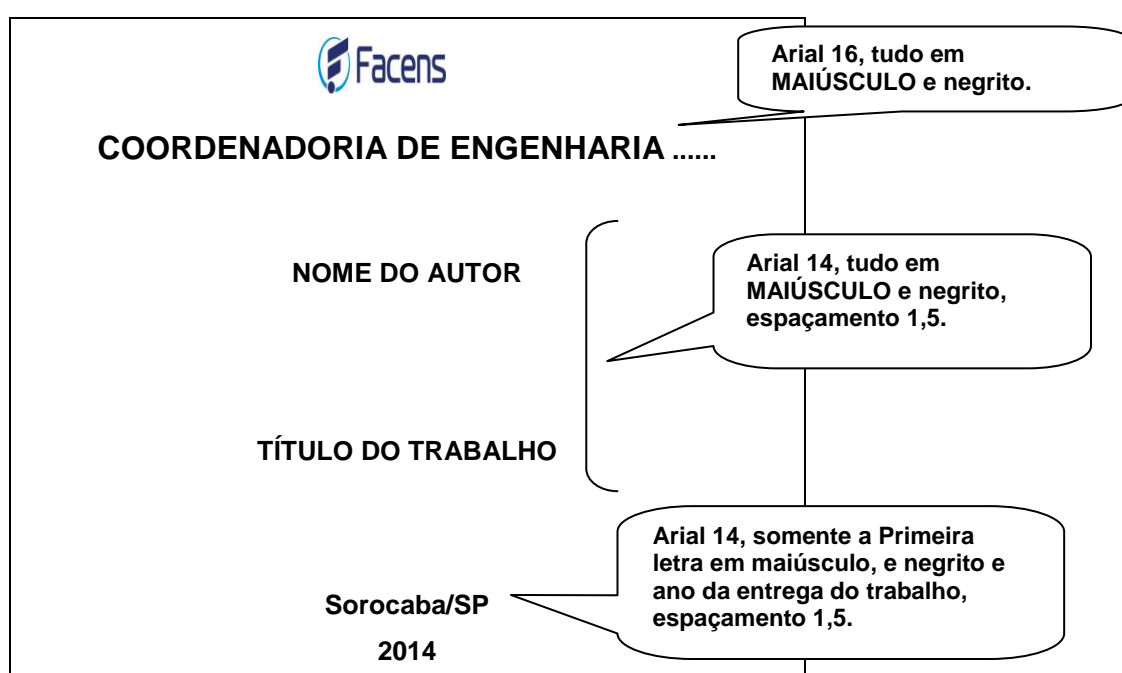 Facens
Arial 16, tudo em
MAIÚSCULO e negrito.
COORDENADORIA DE ENGENHARIA ......
NOME DO AUTOR
Arial 14, tudo em
MAIÚSCULO e negrito,
espaçamento 1,5.
TÍTULO DO TRABALHO
Arial 14, somente a Primeira
letra em maiúsculo, e negrito e
ano da entrega do trabalho,
espaçamento 1,5.
Sorocaba/SP
2014